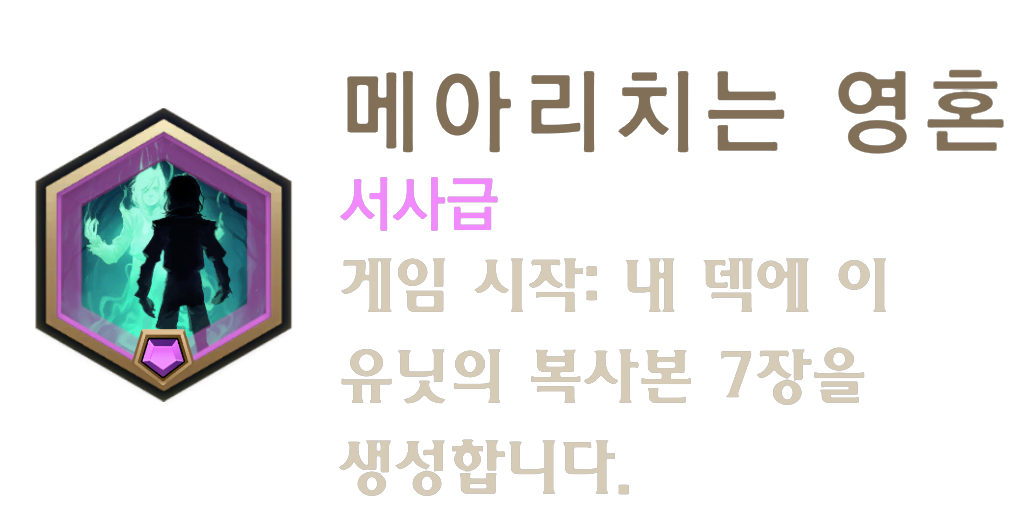 메아리치는 영혼
서사급
게임 시작: 내 덱에 이
유닛의 복사본 7장을
생성합니다.